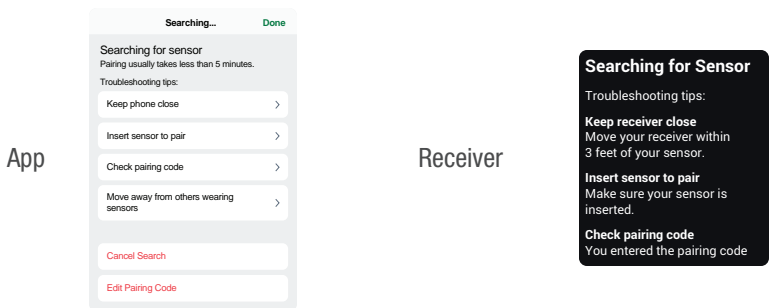 Searching...
Done
Searching for sensor
Pairing usually takes less than 5 minutes.
Troubleshooting tips:
Keep phone close
Insert sensor to pair
Check pairing code
Move away from others wearing
sensors
Cancel Search
Edit Pairing Code
App
Receiver
Searching for Sensor
Troubleshooting tips:
Keep receiver close
Move your receiver within
3 feet of your sensor.
Insert sensor to pair
Make sure your sensor is
inserted.
Check pairing code
You entered the pairing code